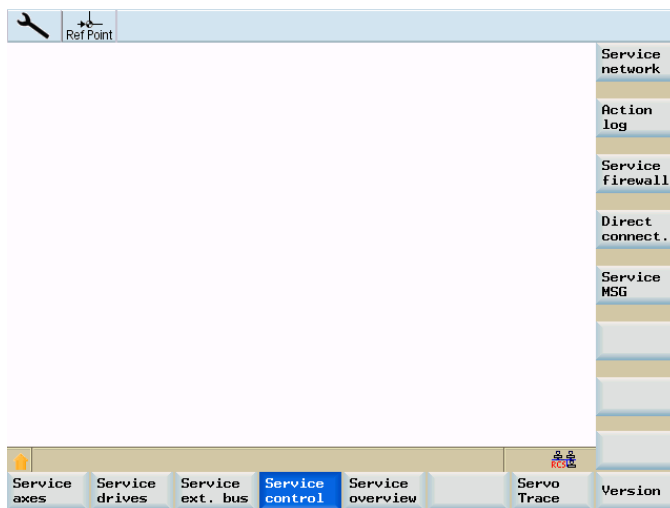 Ref Point
Service
network
Action
log
Service
firewall
Direct
connect.
Service
MSG
RCS
Service
axes
Service
drives
Service
ext. bus
Service
control
Service
overview
Servo
Trace
Version